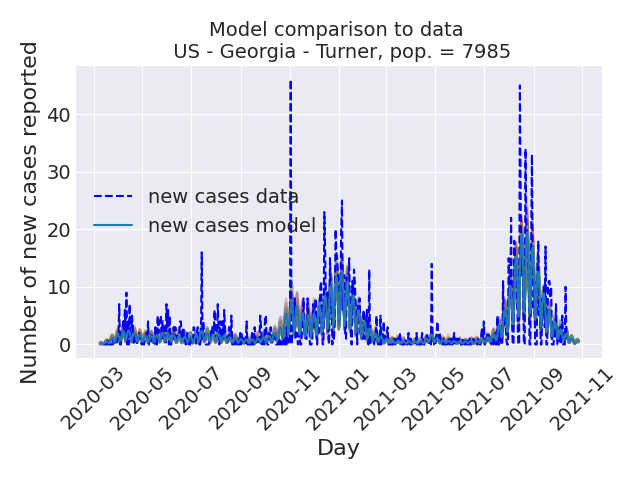 Model comparison to data
US - Georgia - Turner, pop. = 7985
Number of new cases reported
40
30
20
10
0
new cases data
new cases model
2020-03
2020-05
2020-07
2020-09
2020-11
2021-01
2021-03
2021-05
2021-07
2021-09
2021-11
Day